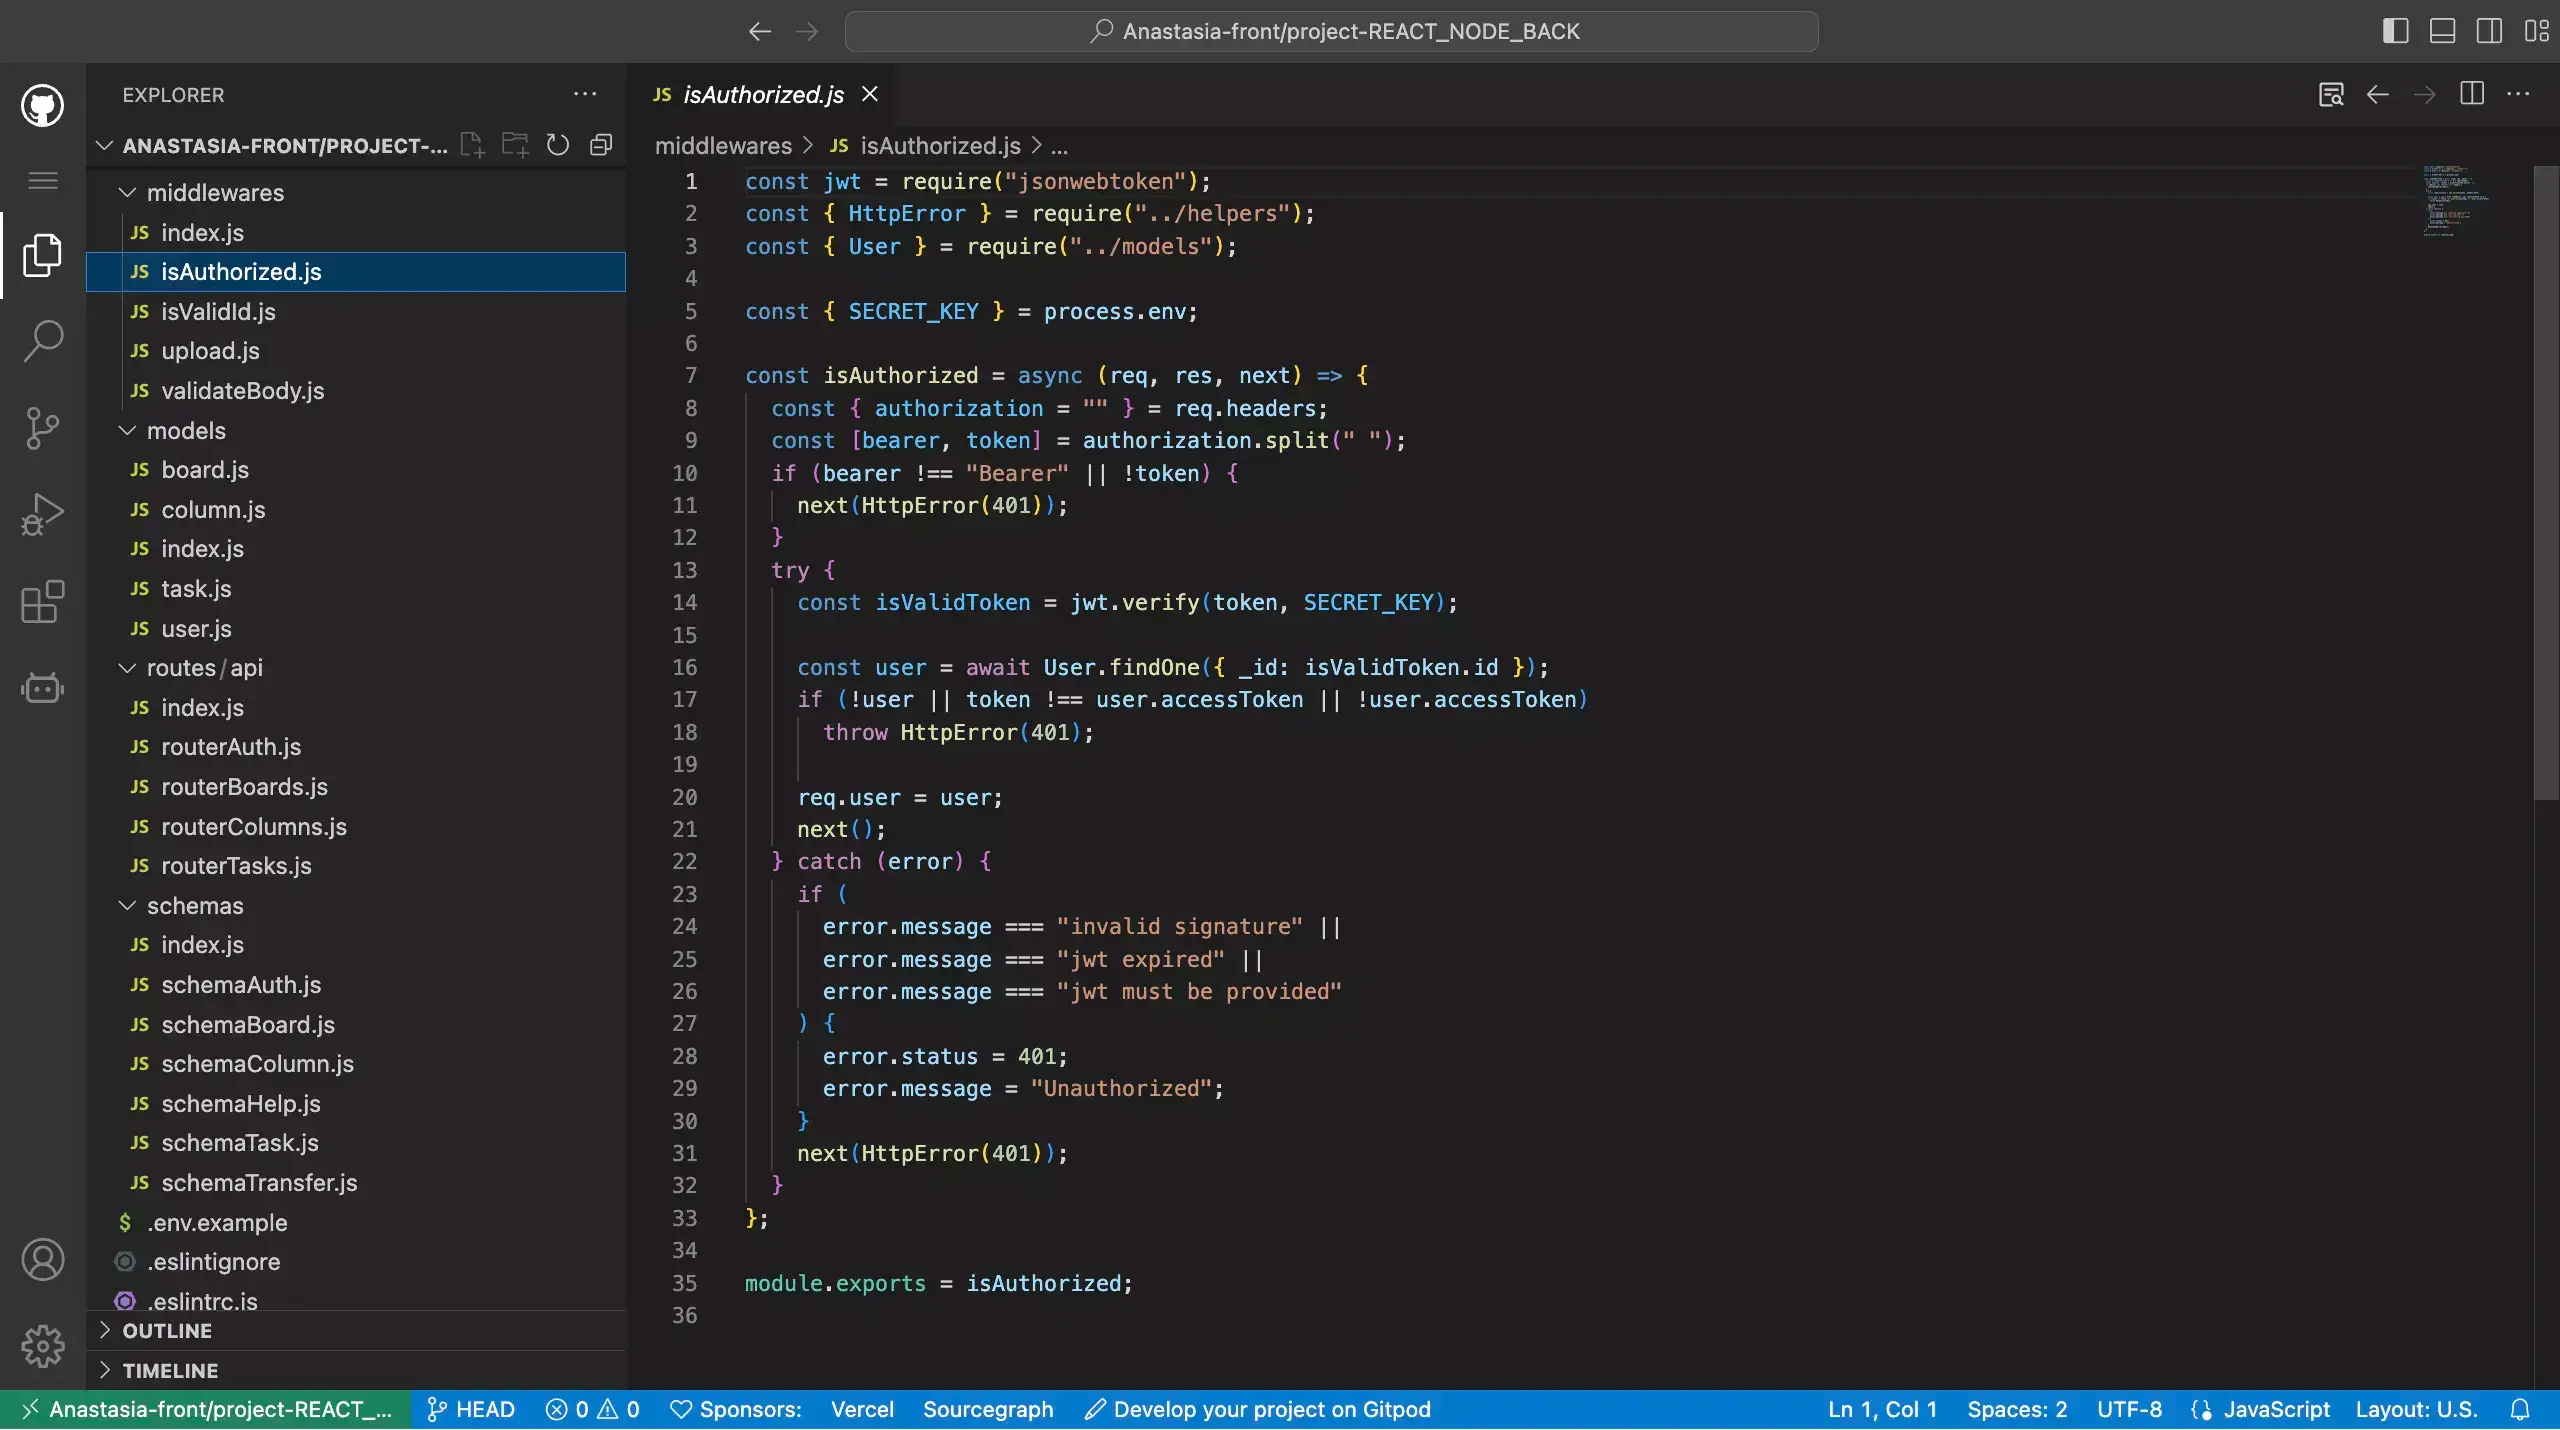 Anastasia-front/project-REACT_NODE_BACK
EXPLORER
ANASTASIA-FRONT/PROJECT-...
middlewares
JS index.js
JS isAuthorized.js
JS isValidId.js
JS upload.js
JS validateBody.js
models
JS board.js
JS column.js
JS index.js
JS task.js
JS user.js
routes/api
JS index.js
JS routerAuth.js
JS routerBoards.js
JS routerColumns.js
JS routerTasks.js
schemas
JS index.js
JS schemaAuth.js
JS schemaBoard.js
JS schemaColumn.js
JS schemaHelp.js
JS schemaTask.js
JS schemaTransfer.js
$ .env.example
.eslintignore
.eslintrc.js
OUTLINE
TIMELINE
JS isAuthorized.js
middlewares > JS isAuthorized.js > ...
1 const jwt = require("jsonwebtoken");
2 const { HttpError } = require("../helpers");
3 const { User } = require("../models");
4
5 const { SECRET_KEY } = process.env;
6
7 const isAuthorized = async (req, res, next) => {
8 const { authorization = "" } = req.headers;
9 const [bearer, token] = authorization.split(" ");
10 if (bearer !== "Bearer" || !token) {
11 next(HttpError(401));
12 }
13 try {
14 const isValidToken = jwt.verify(token, SECRET_KEY);
15
16 const user = await User.findOne({ _id: isValidToken.id });
17 if (!user || token !== user.accessToken || !user.accessToken)
18 throw HttpError(401);
19
20 req.user = user;
21 next();
22 } catch (error) {
23 if (
24 error.message === "invalid signature" ||
25 error.message === "jwt expired" ||
26 error.message === "jwt must be provided"
27 ) {
28 error.status = 401;
29 error.message = "Unauthorized";
30 }
31 next(HttpError(401));
32 }
33 };
34
35 module.exports = isAuthorized;
36
Anastasia-front/project-REACT_... HEAD 0 0 Sponsors: Vercel Sourcegraph Develop your project on Gitpod Ln 1, Col 1 Spaces: 2 UTF-8 JavaScript Layout: U.S.